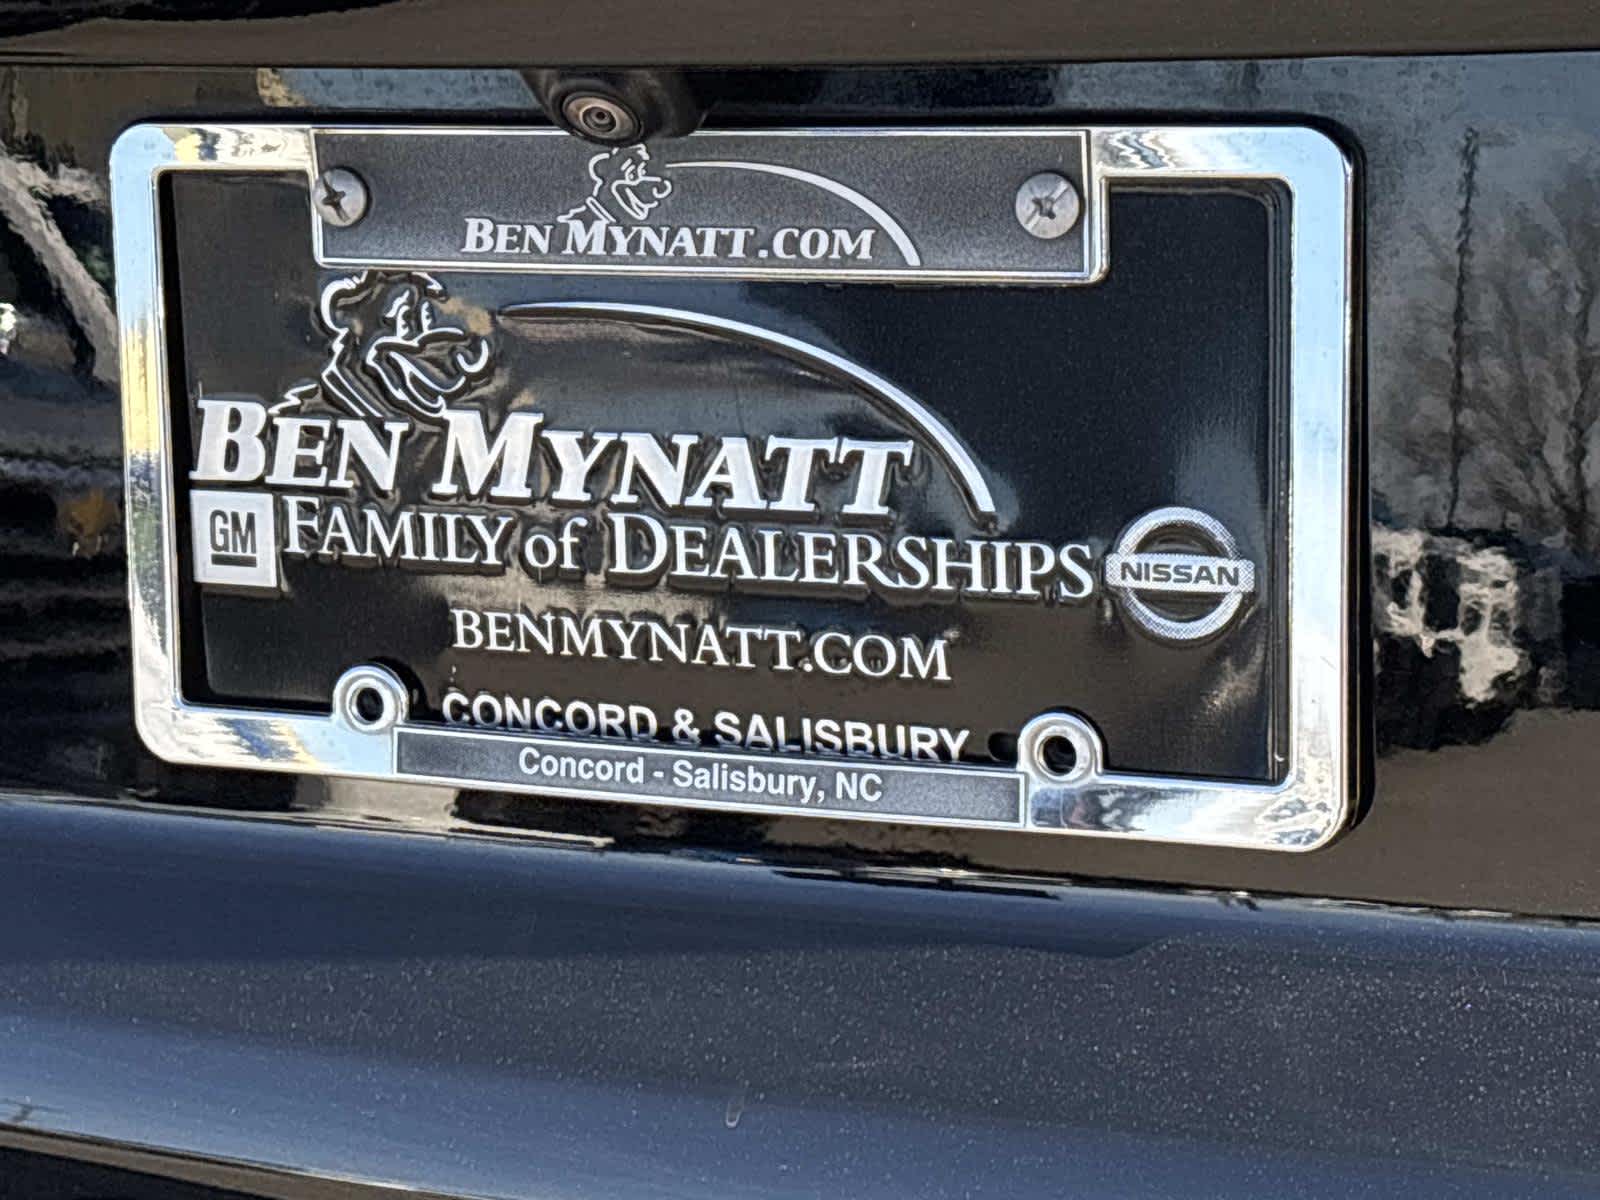 BEN MYNATT.COM
BEN MYNATT
GM
FAMILY of DEALERSHIPS
NISSAN
BENMYNATT.COM
CONCORD & SALISBURY
Concord - Salisbury, NC